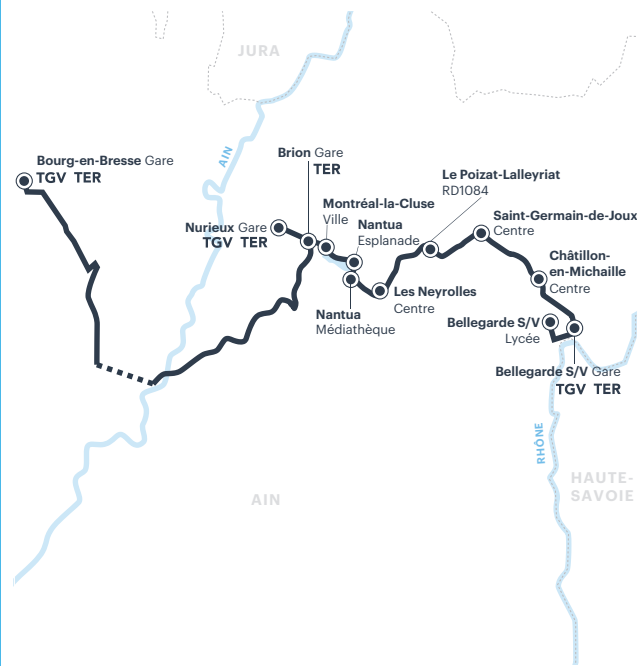 JURA
AIN
Bourg-en-Bresse Gare
TGV TER
Brion Gare
TER
Le Poizat-Lalleyriat
RD1084
Montréal-la-Cluse
Ville
Saint-Germain-de-Joux
Centre
Nurieux Gare
TGV TER
Nantua
Esplanade
Châtillon-
en-Michaille
Centre
Les Neyrolles
Centre
Nantua
Médiathèque
Bellegarde S/V
Lycée
Bellegarde S/V Gare
TGV TER
RHÔNE
HAUTE-
SAVOIE
AIN